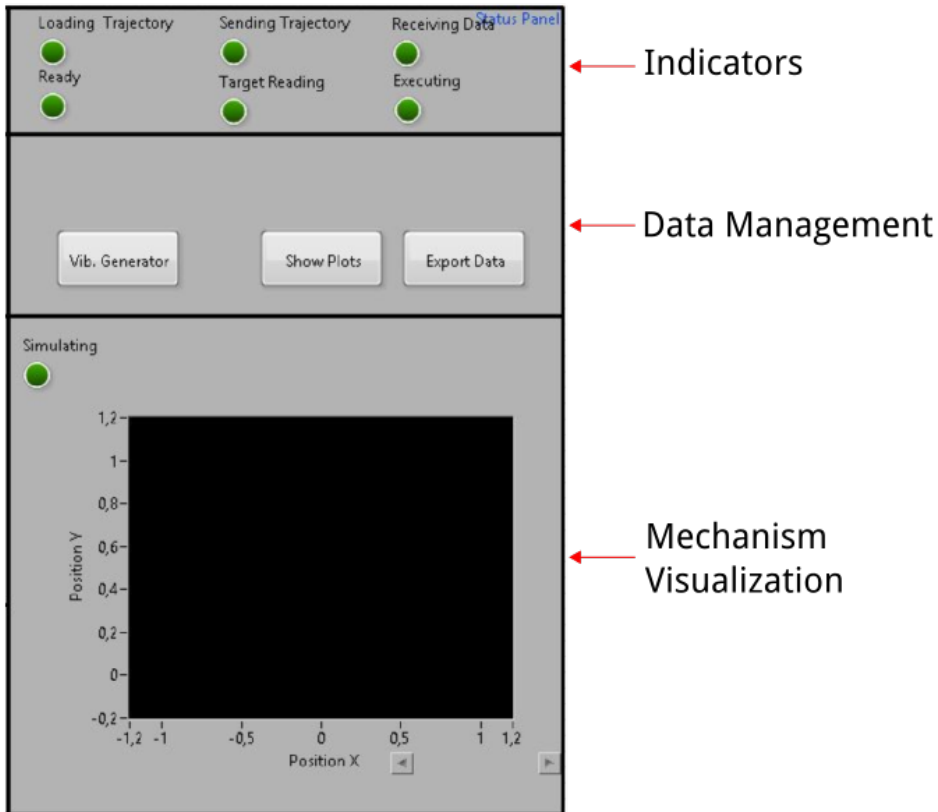 Status Panel
Loading Trajectory Sending Trajectory Receiving Data
Ready Target Reading Executing
Indicators
Data Management
Vib. Generator Show Plots Export Data
Simulating
1,2
1
0,8
0,6
0,4
0,2
0
-0,2
Position Y
-1,2 -1 -0,5 0 0,5 1 1,2
Position X
Mechanism
Visualization